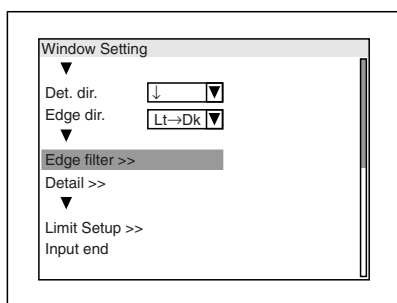 Window Setting
▼
Det. dir. ↓ ▼
Edge dir. Lt→Dk ▼
▼
Edge filter >>
Detail >>
▼
Limit Setup >>
Input end